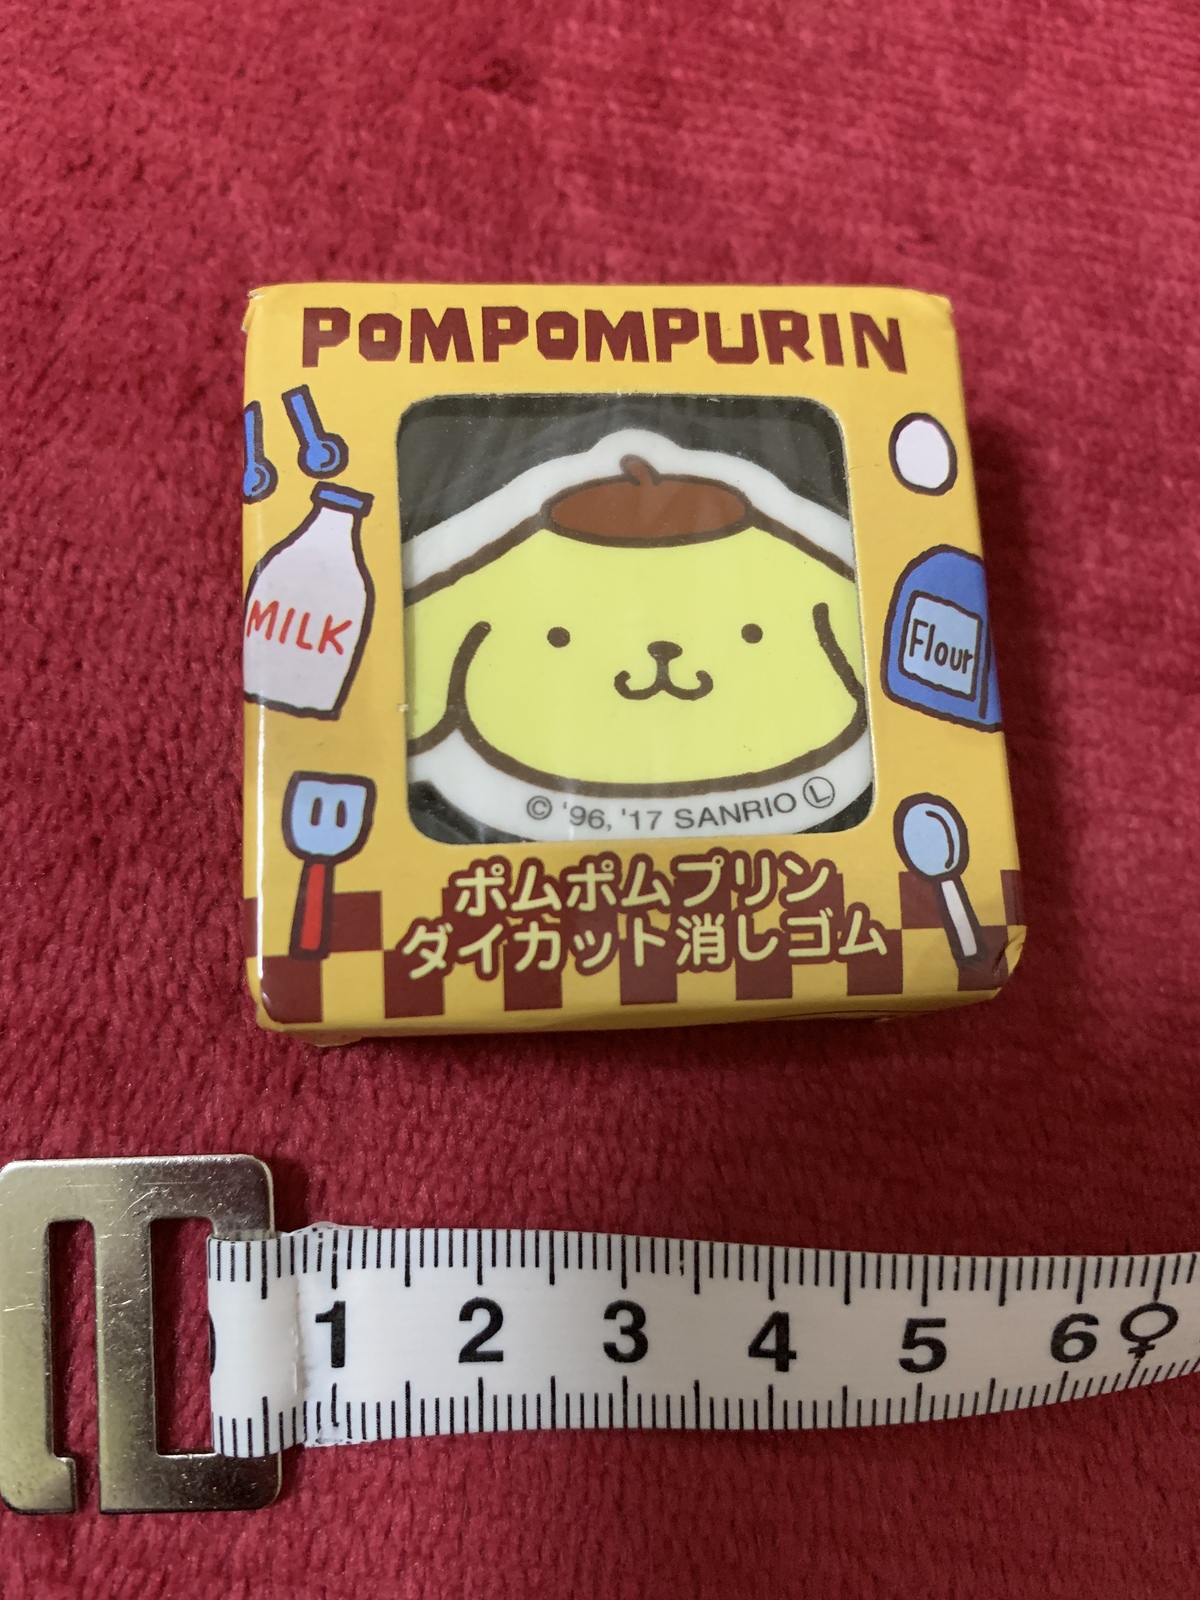 POMPOMPURIN
MILK
Flour
© '96, '17 SANRIO Ⓛ
ポムポムプリン
ダイカット消しゴム
1 2 3 4 5 6 ♀